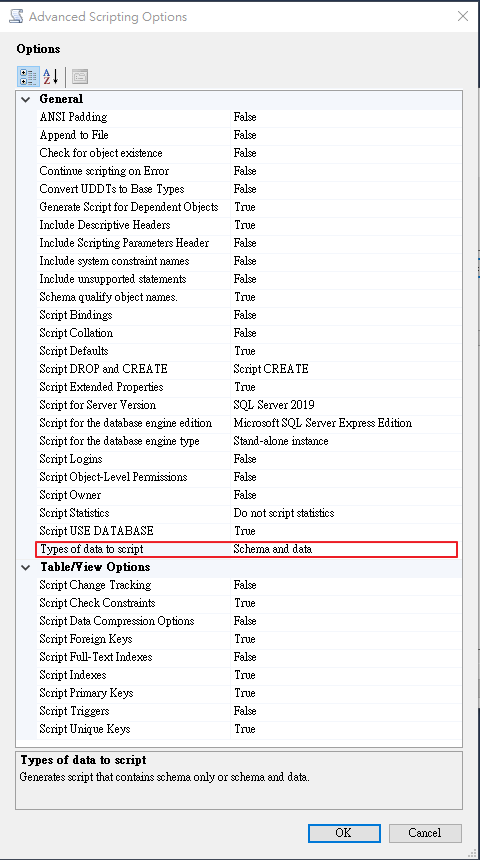 Advanced Scripting Options
Options
General
ANSI Padding False
Append to File False
Check for object existence False
Continue scripting on Error False
Convert UDDTs to Base Types False
Generate Script for Dependent Objects True
Include Descriptive Headers True
Include Scripting Parameters Header False
Include system constraint names False
Include unsupported statements False
Schema qualify object names. True
Script Bindings False
Script Collation False
Script Defaults True
Script DROP and CREATE Script CREATE
Script Extended Properties True
Script for Server Version SQL Server 2019
Script for the database engine edition Microsoft SQL Server Express Edition
Script for the database engine type Stand-alone instance
Script Logins False
Script Object-Level Permissions False
Script Owner False
Script Statistics Do not script statistics
Script USE DATABASE True
Types of data to script Schema and data
Table/View Options
Script Change Tracking False
Script Check Constraints True
Script Data Compression Options False
Script Foreign Keys True
Script Full-Text Indexes False
Script Indexes True
Script Primary Keys True
Script Triggers False
Script Unique Keys True
Types of data to script
Generates script that contains schema only or schema and data.
OK Cancel